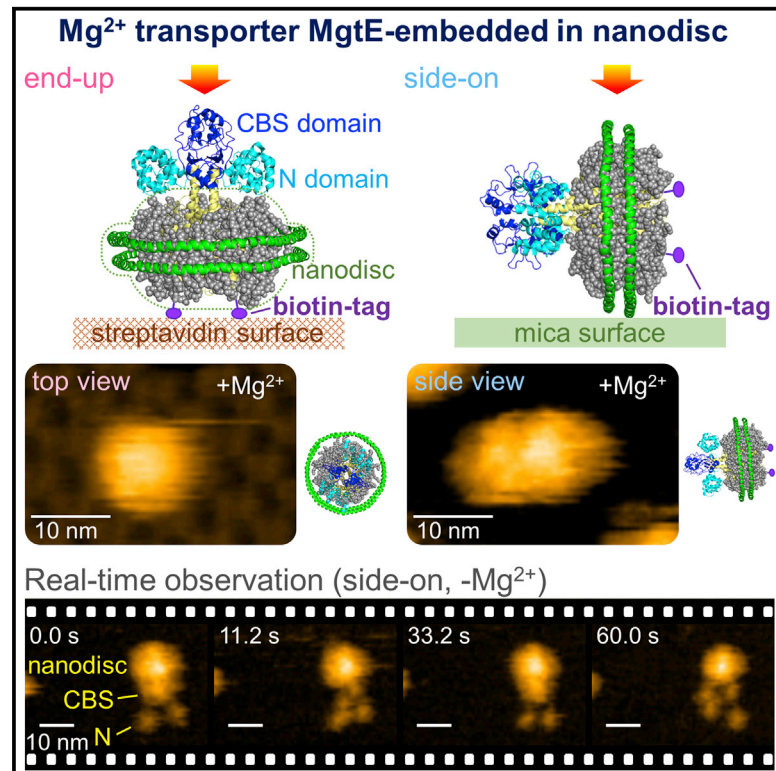 Mg²⁺ transporter MgtE-embedded in nanodisc
end-up
side-on
CBS domain
N domain
nanodisc
biotin-tag
streptavidin surface
biotin-tag
mica surface
top view
+Mg²⁺
10 nm
side view
+Mg²⁺
10 nm
Real-time observation (side-on, -Mg²⁺)
0.0 s
11.2 s
33.2 s
60.0 s
nanodisc
CBS
N
10 nm